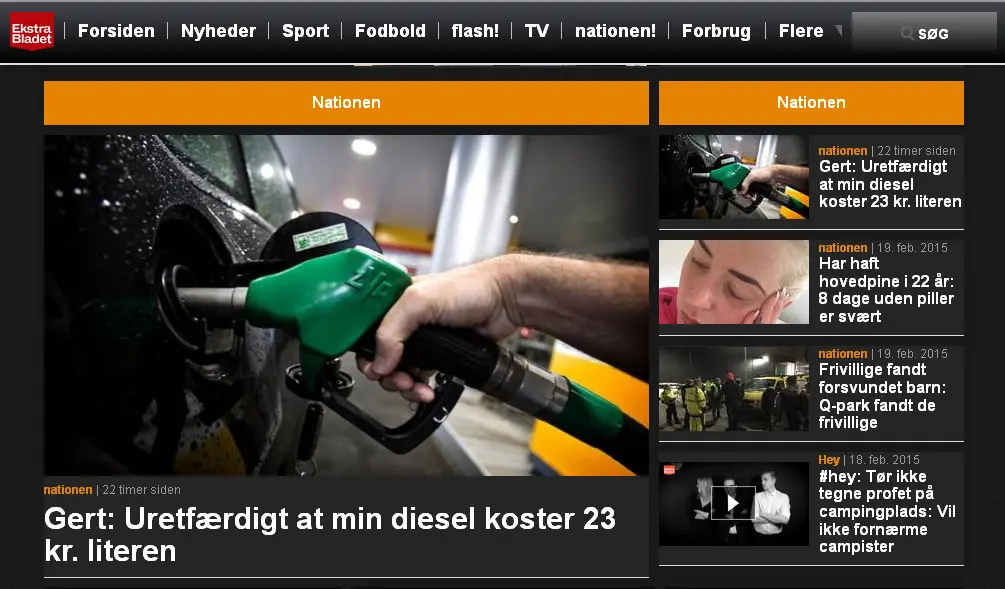 Ekstra
Bladet
Forsiden
Nyheder
Sport
Fodbold
flash!
TV
nationen!
Forbrug
Flere
SØG
Nationen
nationen | 22 timer siden
Gert: Uretfærdigt at min diesel koster 23
kr. literen
Nationen
nationen | 22 timer siden
Gert: Uretfærdigt
at min diesel
koster 23 kr. literen
nationen | 19. feb. 2015
Har haft
hovedpine i 22 år:
8 dage uden piller
er svært
nationen | 19. feb. 2015
Frivillige fandt
forsvundet barn:
Q-park fandt de
frivillige
Hey | 18. feb. 2015
#hey: Tør ikke
tegne profet på
campingplads: Vil
ikke fornærme
campister